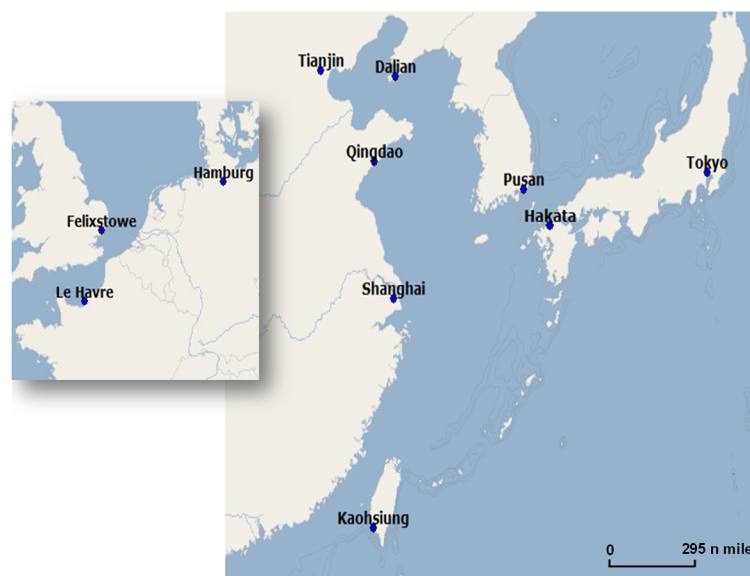 Tianjin
Dalian
Qingdao
Hamburg
Tokyo
Pusan
Hakata
Felixstowe
Le Havre
Shanghai
Kaohsiung
0 295 n mile